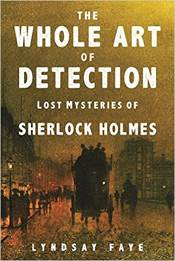 THE
WHOLE ART
OF
DETECTION
LOST MYSTERIES OF
SHERLOCK HOLMES
LYNDSAY FAYE